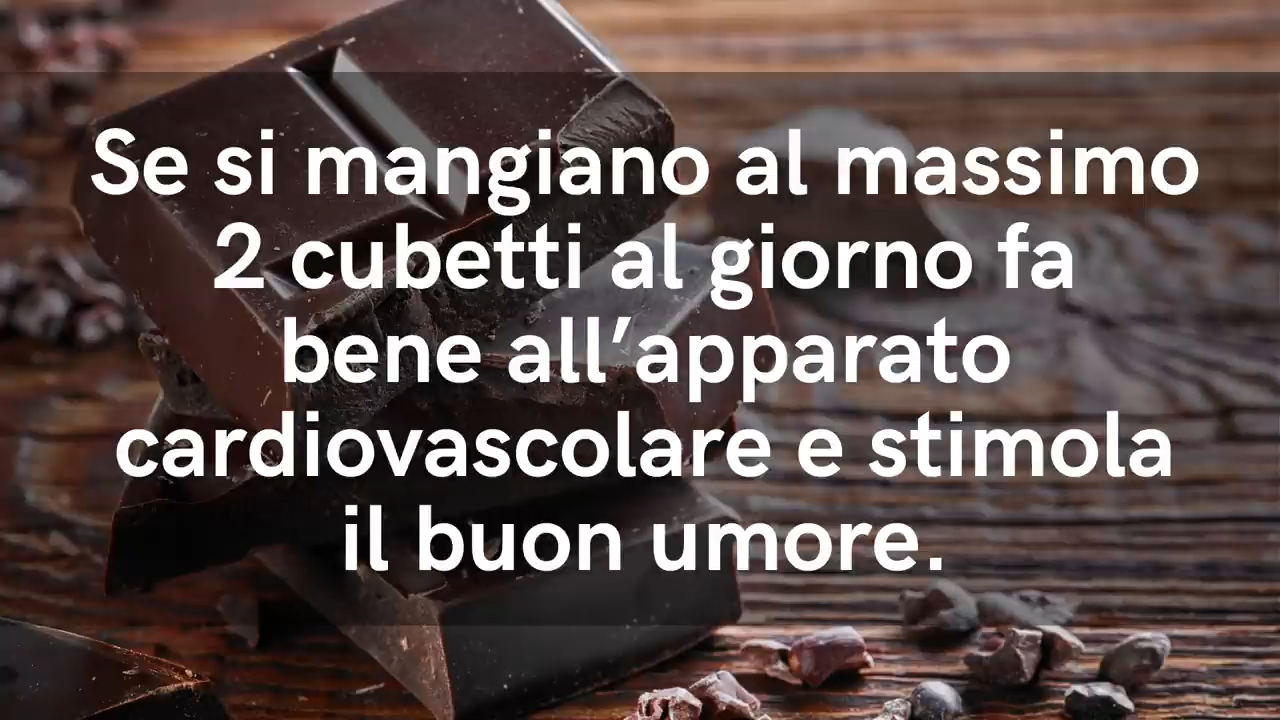 Se si mangiano al massimo
2 cubetti al giorno fa
bene all’apparato
cardiovascolare e stimola
il buon umore.